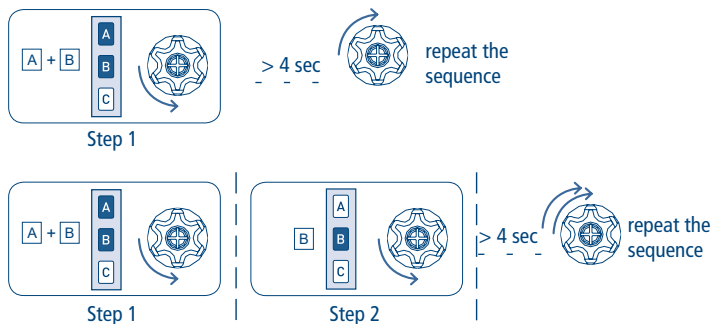 A + B
A
B
C
> 4 sec
repeat the
sequence
Step 1
A + B
A
B
C
B
A
B
C
> 4 sec
repeat the
sequence
Step 1
Step 2